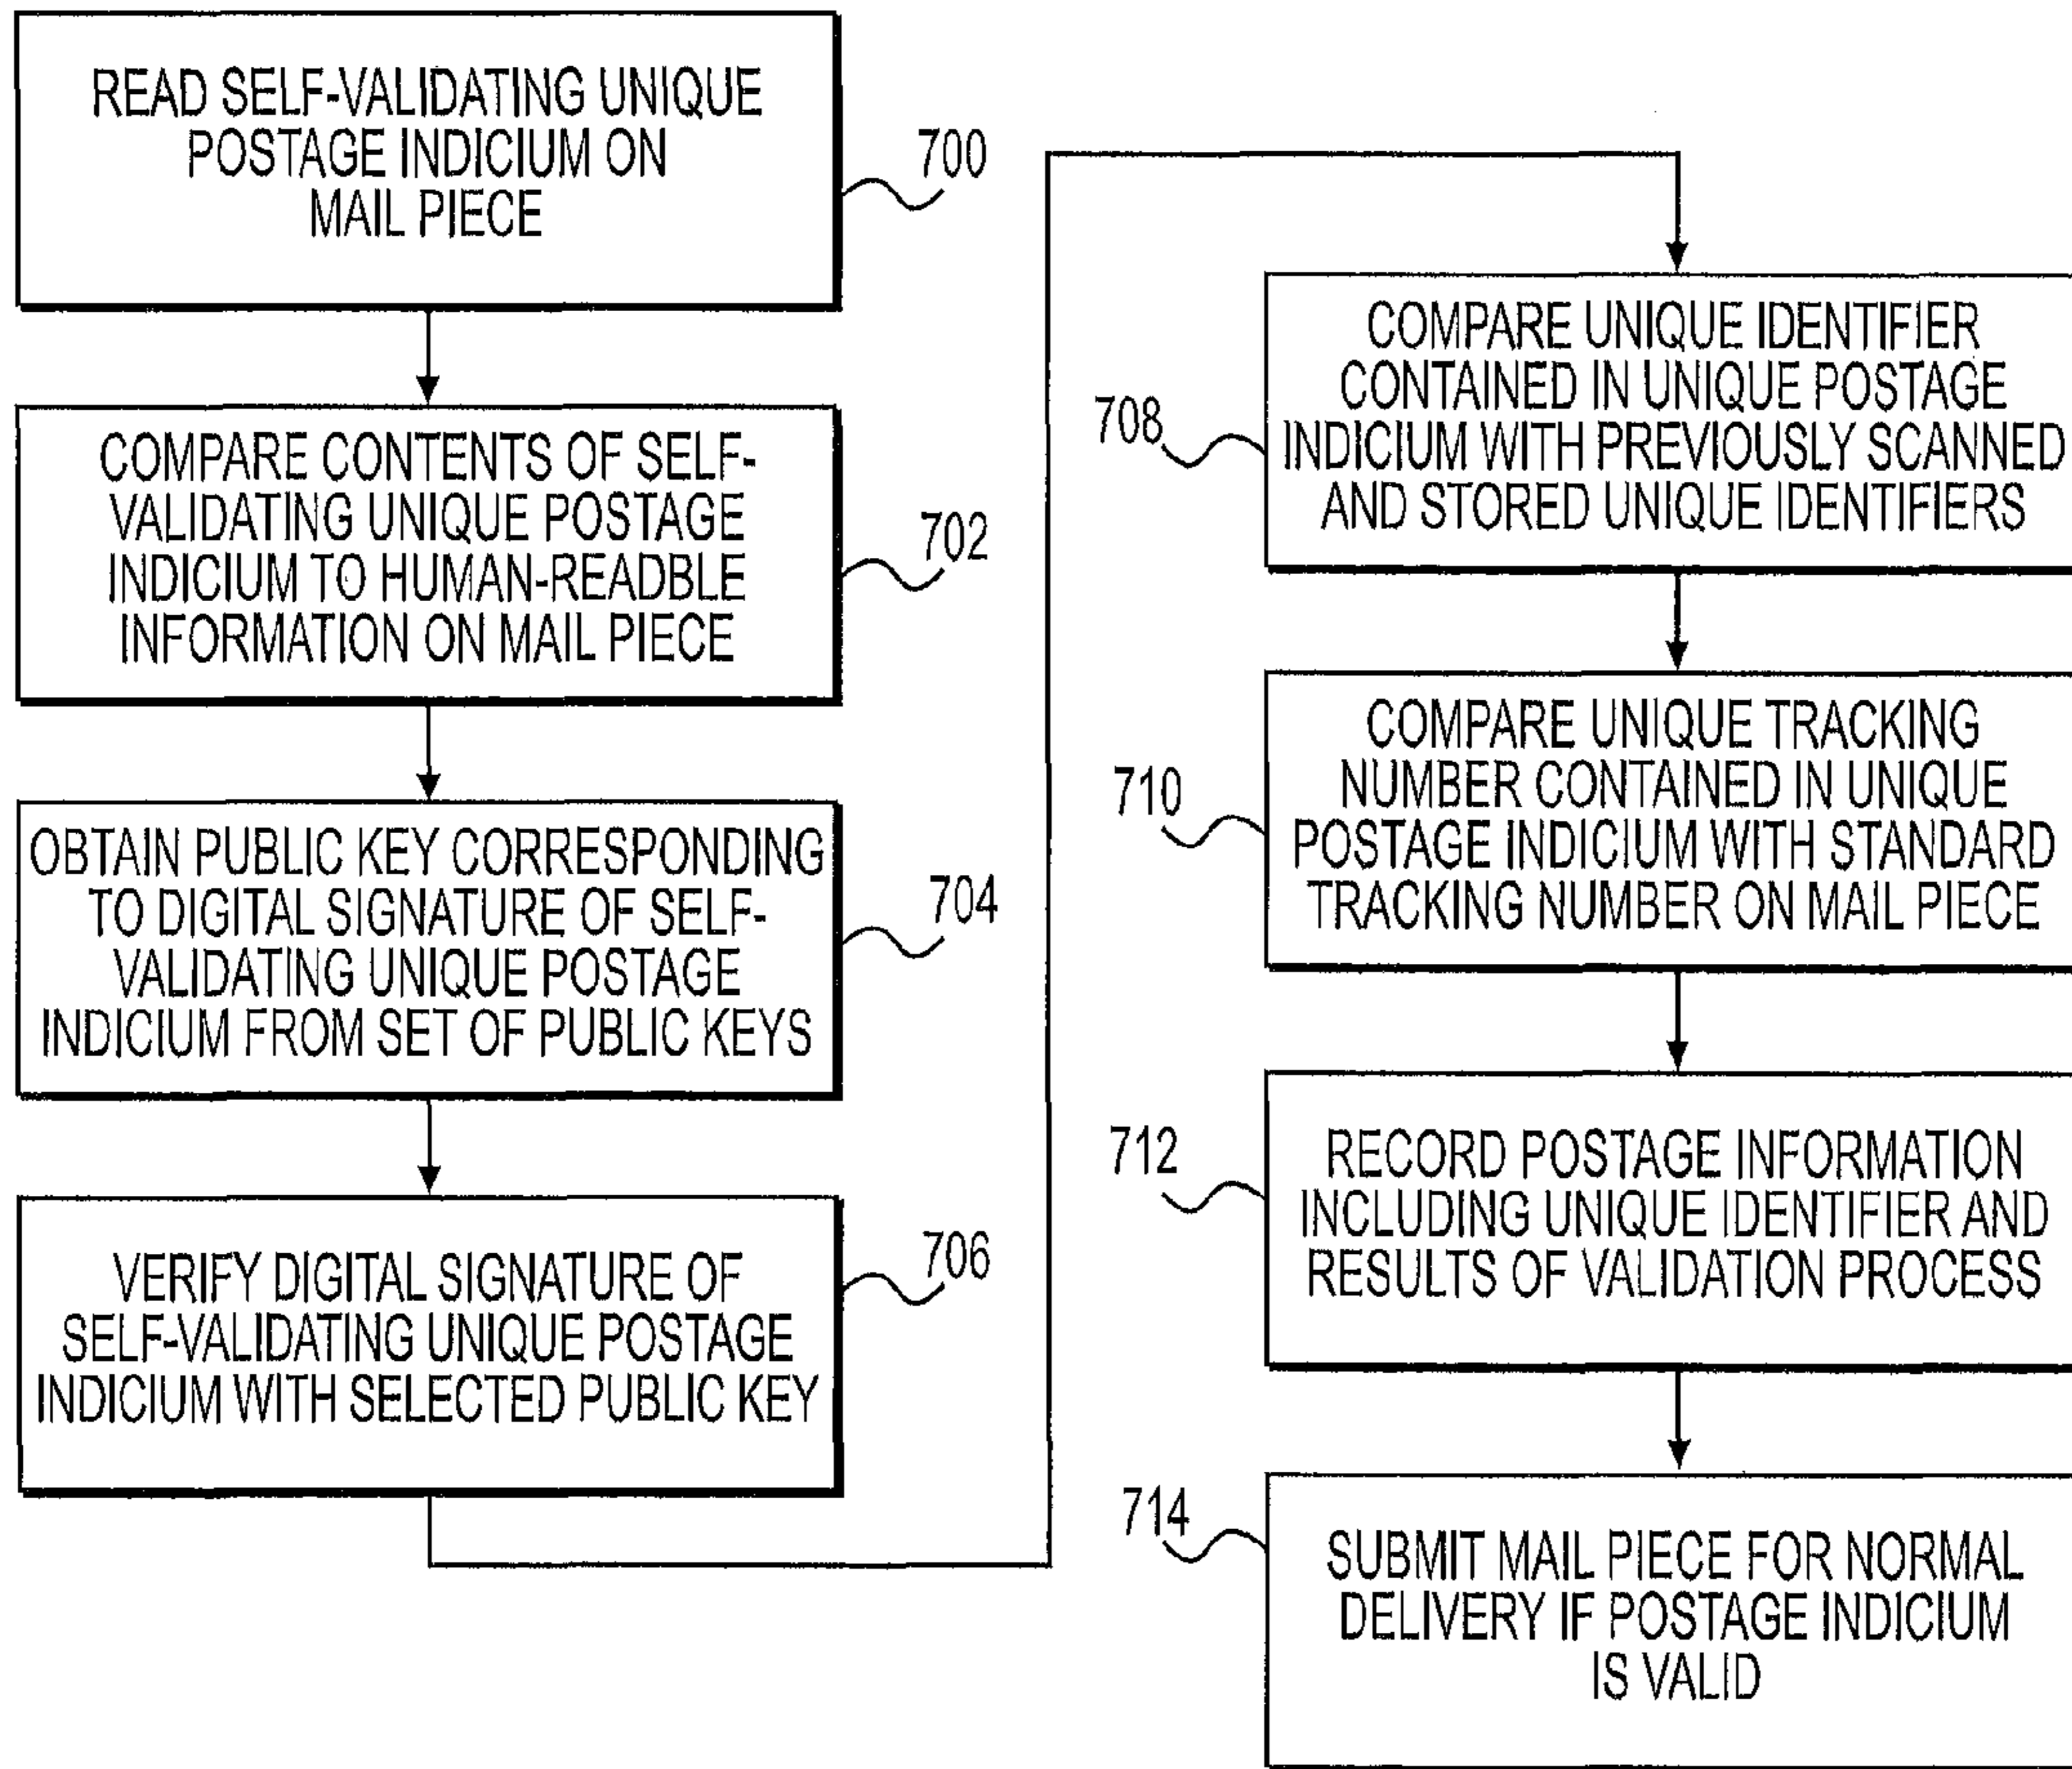 READ SELF-VALIDATING UNIQUE
POSTAGE INDICIUM ON
MAIL PIECE
700
COMPARE CONTENTS OF SELF-
VALIDATING UNIQUE POSTAGE
INDICIUM TO HUMAN-READBLE
INFORMATION ON MAIL PIECE
702
OBTAIN PUBLIC KEY CORRESPONDING
TO DIGITAL SIGNATURE OF SELF-
VALIDATING UNIQUE POSTAGE
INDICIUM FROM SET OF PUBLIC KEYS
704
VERIFY DIGITAL SIGNATURE OF
SELF-VALIDATING UNIQUE POSTAGE
INDICIUM WITH SELECTED PUBLIC KEY
706
COMPARE UNIQUE IDENTIFIER
CONTAINED IN UNIQUE POSTAGE
INDICIUM WITH PREVIOUSLY SCANNED
AND STORED UNIQUE IDENTIFIERS
708
COMPARE UNIQUE TRACKING
NUMBER CONTAINED IN UNIQUE
POSTAGE INDICIUM WITH STANDARD
TRACKING NUMBER ON MAIL PIECE
710
RECORD POSTAGE INFORMATION
INCLUDING UNIQUE IDENTIFIER AND
RESULTS OF VALIDATION PROCESS
712
SUBMIT MAIL PIECE FOR NORMAL
DELIVERY IF POSTAGE INDICIUM
IS VALID
714